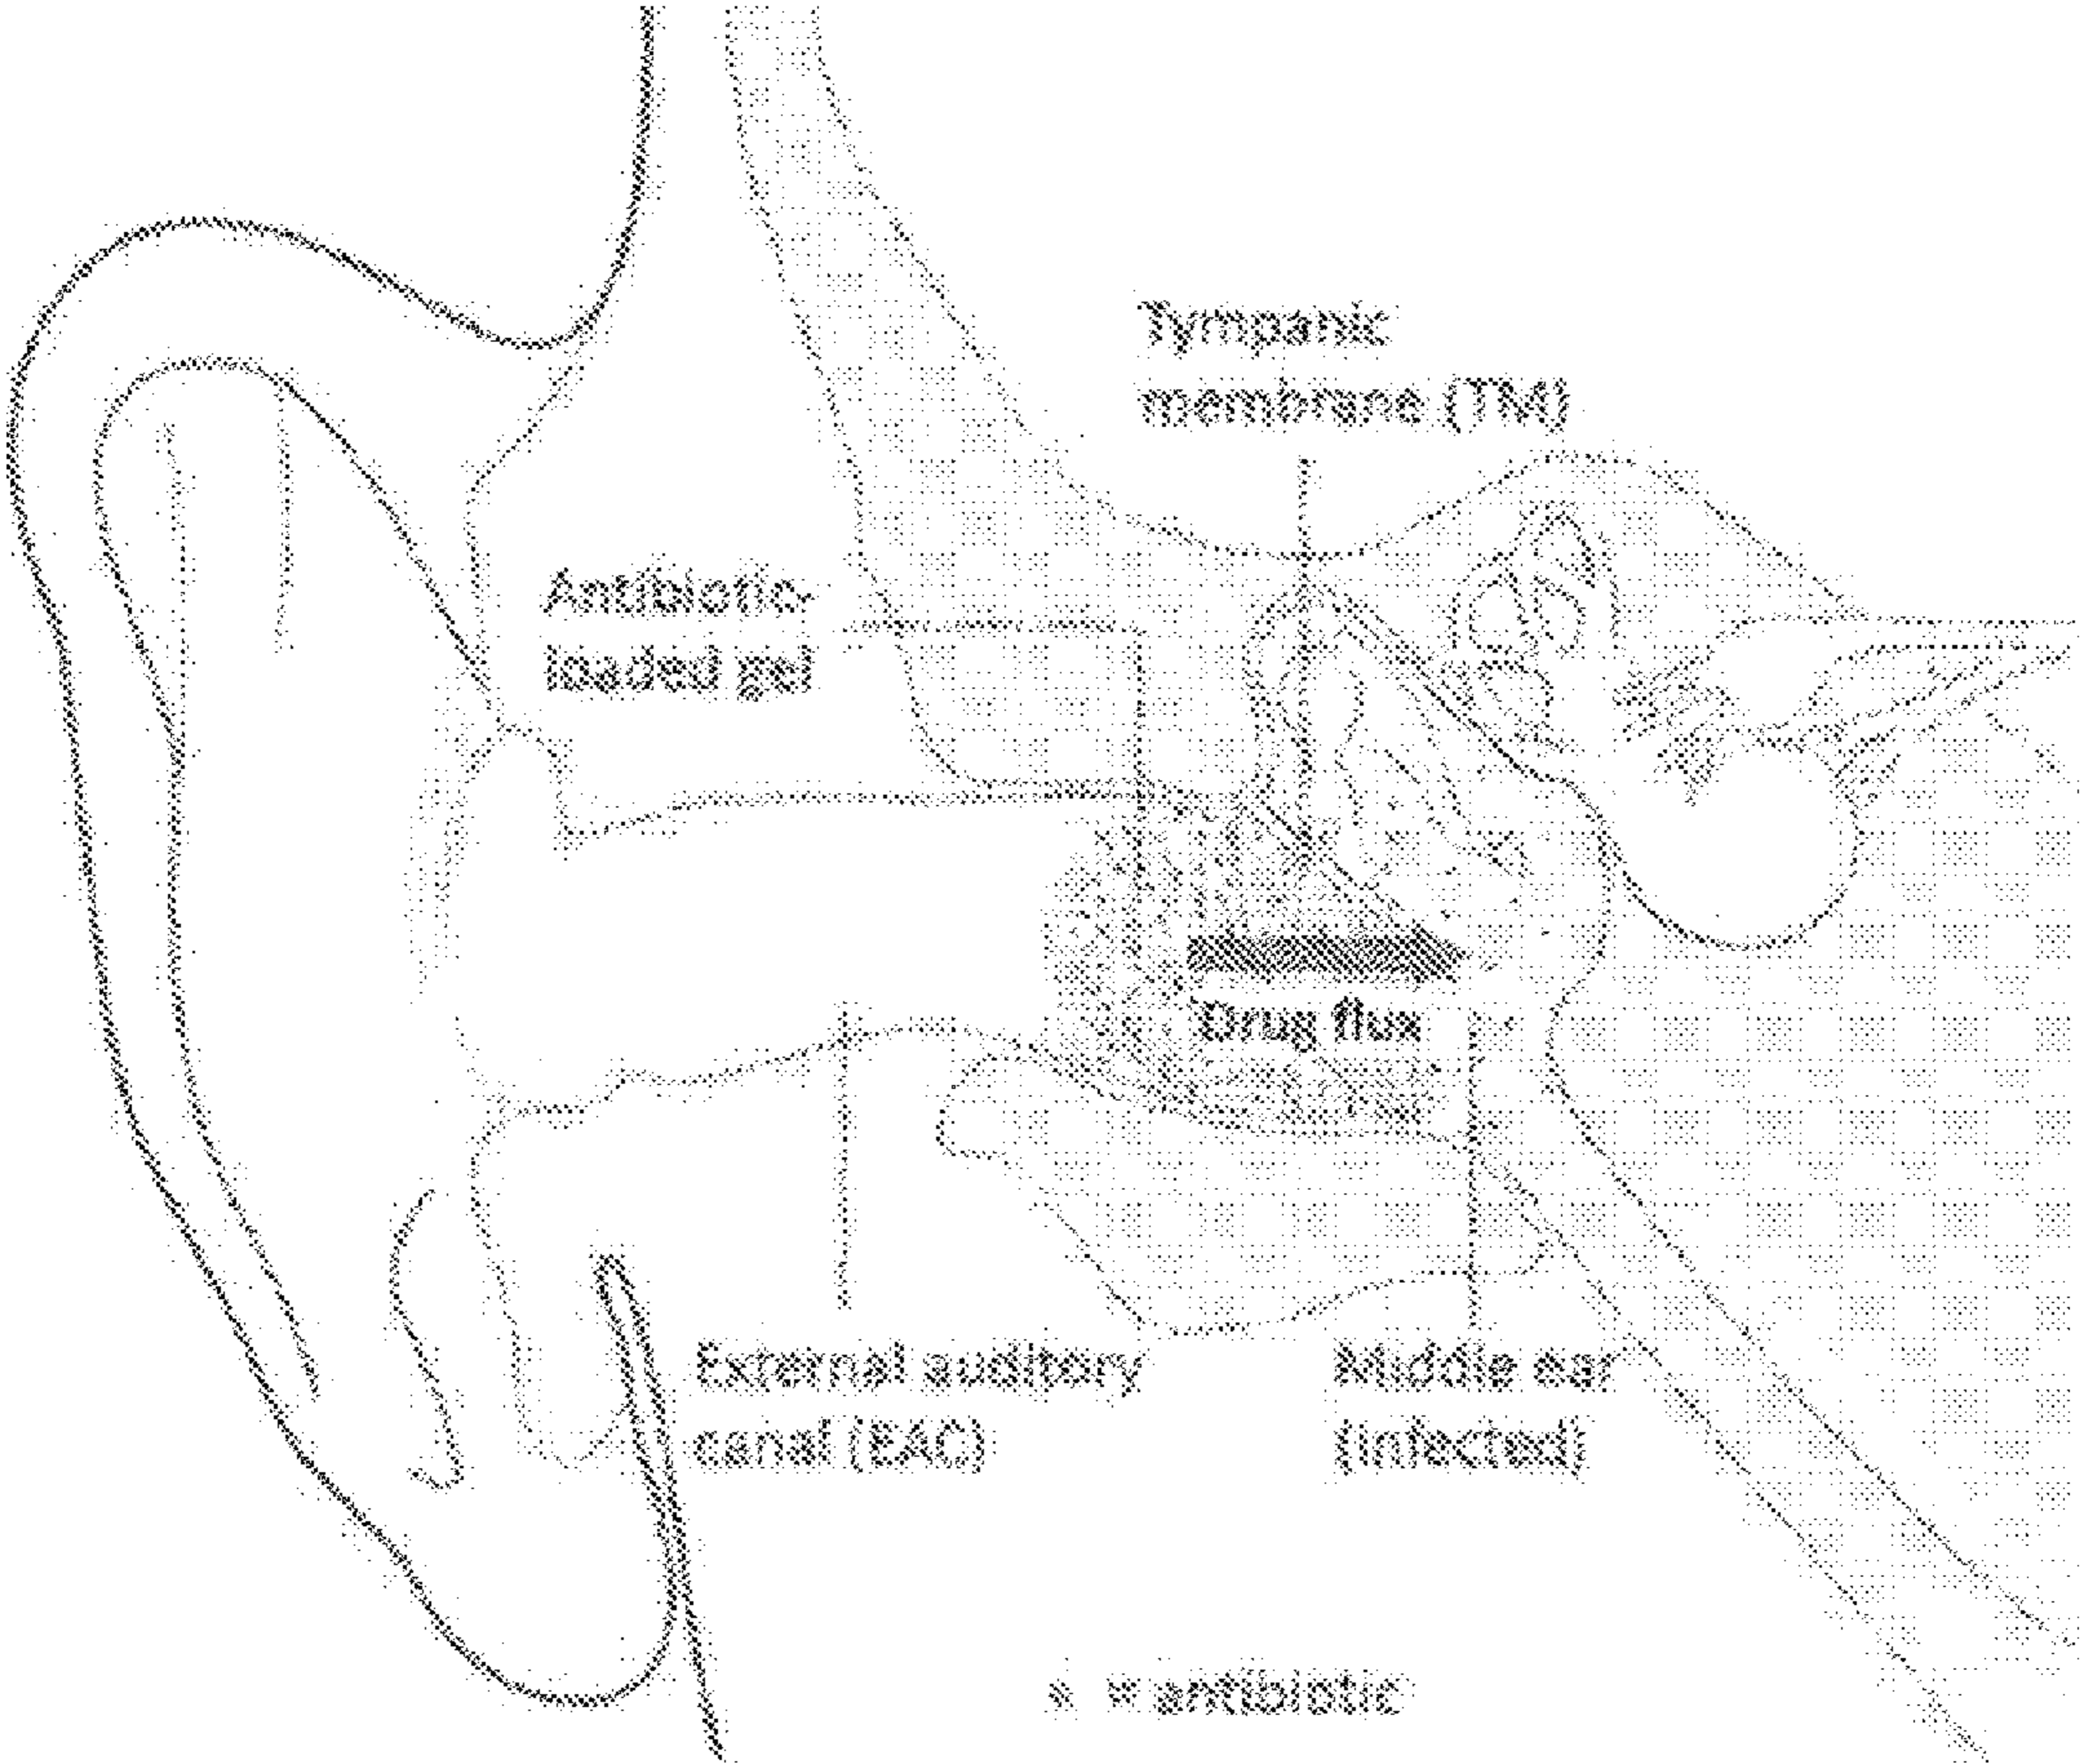 Tympanic
membrane (TM)
Antibiotic-
loaded gel
Drug flux
External auditory
canal (EAC)
Middle ear
(infected)
= antibiotic